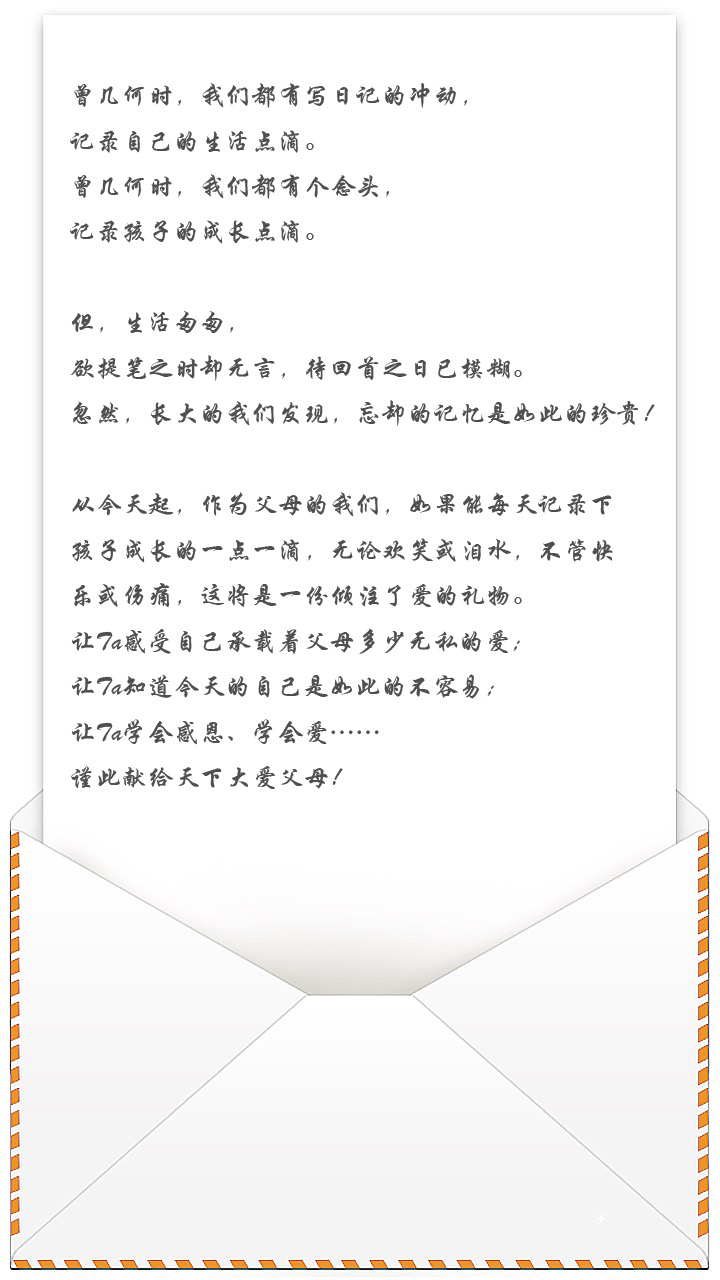 曾几何时，我们都有写日记的冲动，
记录自己的生活点滴。
曾几何时，我们都有个念头，
记录孩子的成长点滴。
但，生活匆匆，
欲提笔之时却无言，待回首之日已模糊。
忽然，长大的我们发现，忘却的记忆是如此的珍贵！
从今天起，作为父母的我们，如果能每天记录下
孩子成长的一点一滴，无论欢笑或泪水，不管快
乐或伤痛，这将是一份倾注了爱的礼物。
让Ta感受自己承载着父母多少无私的爱；
让Ta知道今天的自己是如此的不容易；
让Ta学会感恩、学会爱……
谨此献给天下大爱父母！